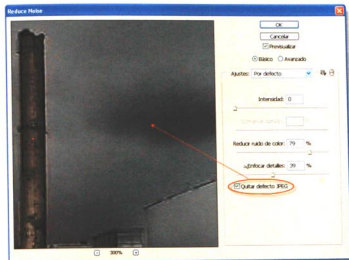 Reduce Noise
OK
Cancelar
Previsualizar
Básico Avanzado
Ajustes: Por defecto
Intensidad: 0
Reducir ruido de color: 79 %
Enfocar detalles: 39 %
Quitar defecto JPEG
300%